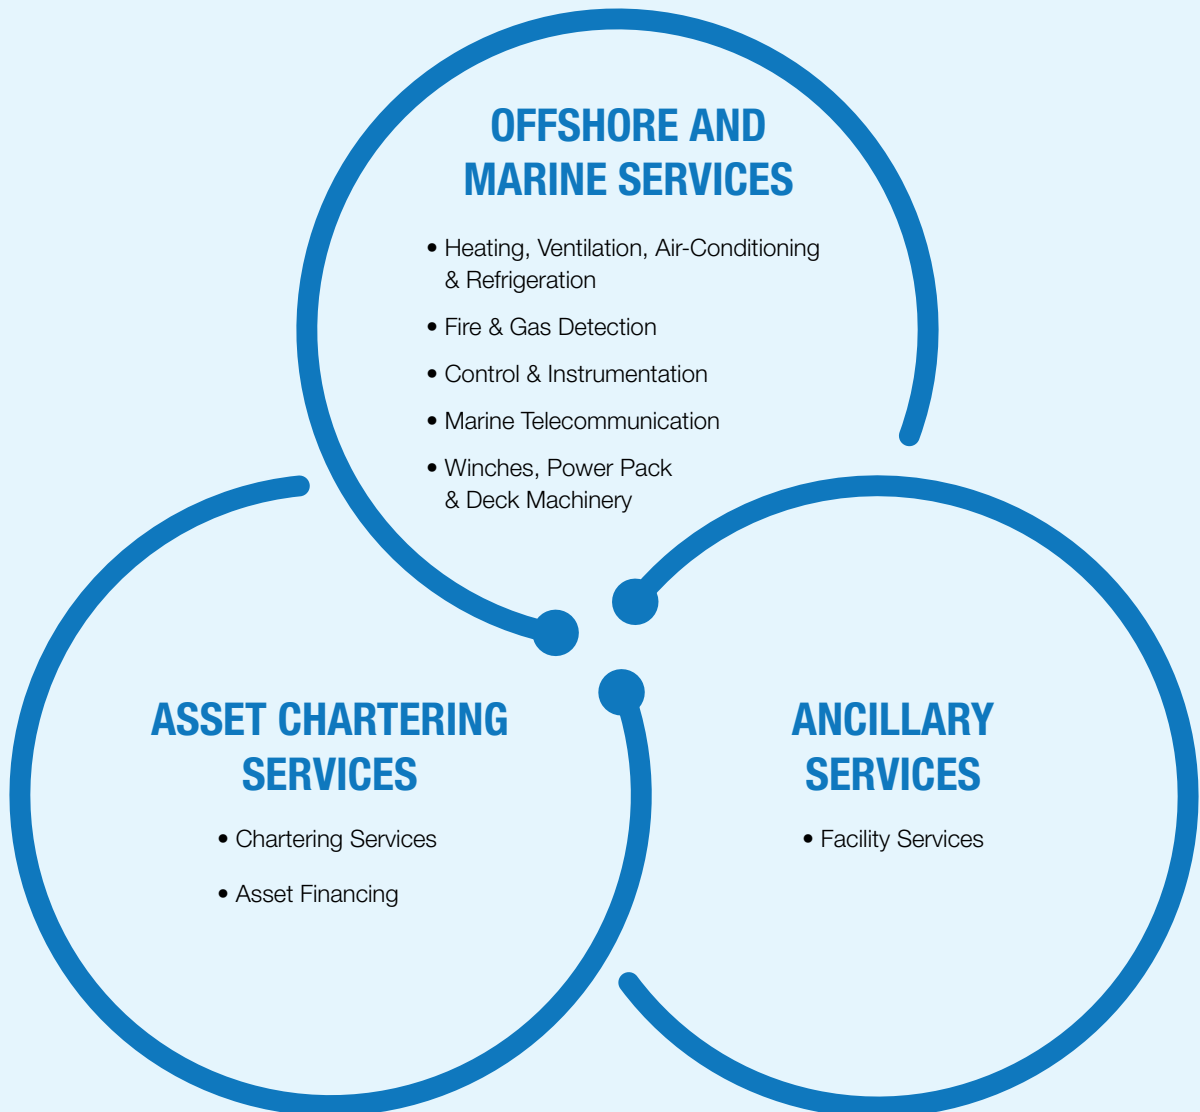 OFFSHORE AND
MARINE SERVICES
• Heating, Ventilation, Air-Conditioning
& Refrigeration
• Fire & Gas Detection
• Control & Instrumentation
• Marine Telecommunication
• Winches, Power Pack
& Deck Machinery
ASSET CHARTERING
SERVICES
• Chartering Services
• Asset Financing
ANCILLARY
SERVICES
• Facility Services